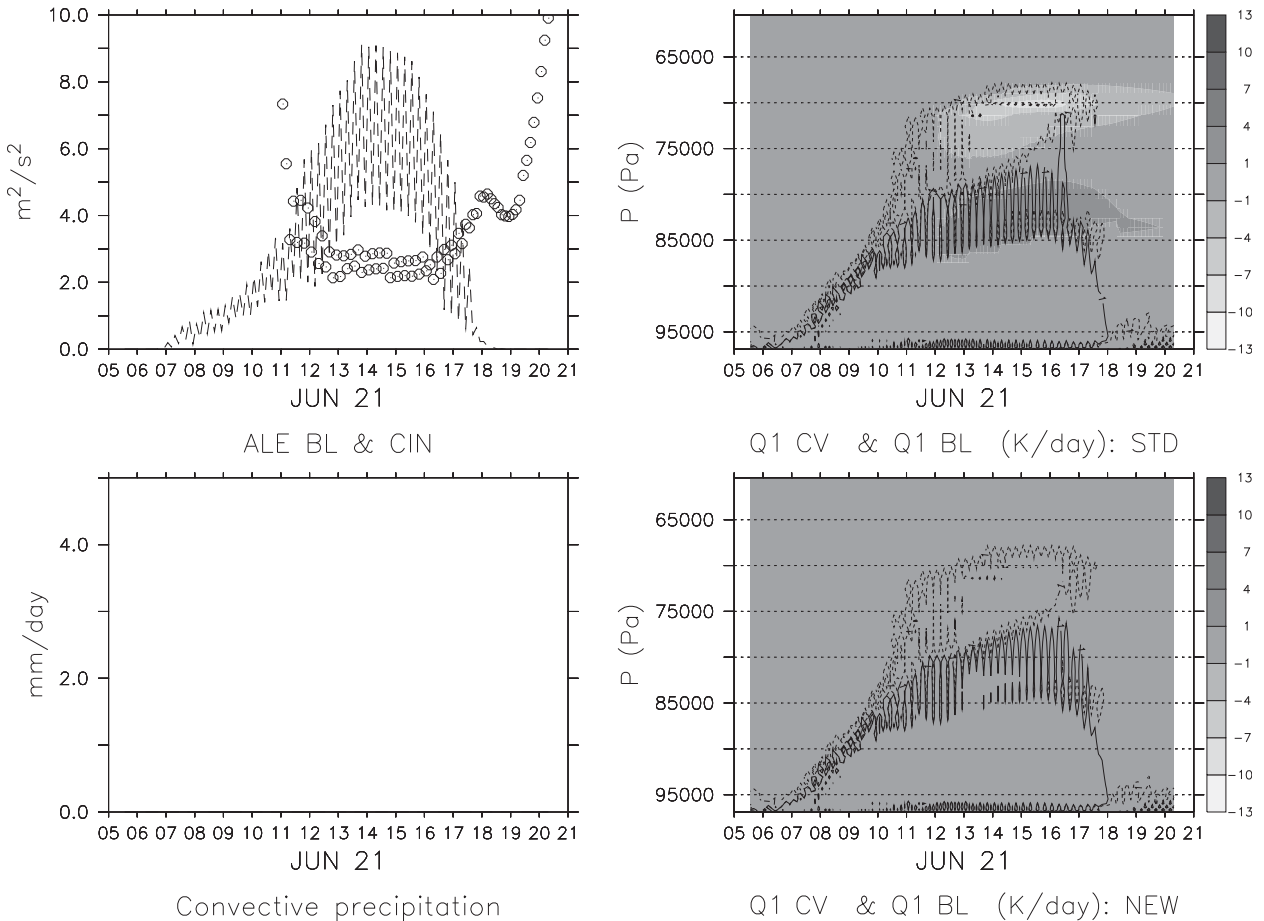 10.0
8.0
6.0
4.0
2.0
0.0
m²/s²
05 06 07 08 09 10 11 12 13 14 15 16 17 18 19 20 21
JUN 21
ALE BL & CIN
65000
75000
85000
95000
P (Pa)
05 06 07 08 09 10 11 12 13 14 15 16 17 18 19 20 21
JUN 21
13
10
7
4
1
-1
-4
-7
-10
-13
Q1 CV & Q1 BL (K/day): STD
4.0
2.0
0.0
mm/day
05 06 07 08 09 10 11 12 13 14 15 16 17 18 19 20 21
JUN 21
Convective precipitation
65000
75000
85000
95000
P (Pa)
05 06 07 08 09 10 11 12 13 14 15 16 17 18 19 20 21
JUN 21
13
10
7
4
1
-1
-4
-7
-10
-13
Q1 CV & Q1 BL (K/day): NEW